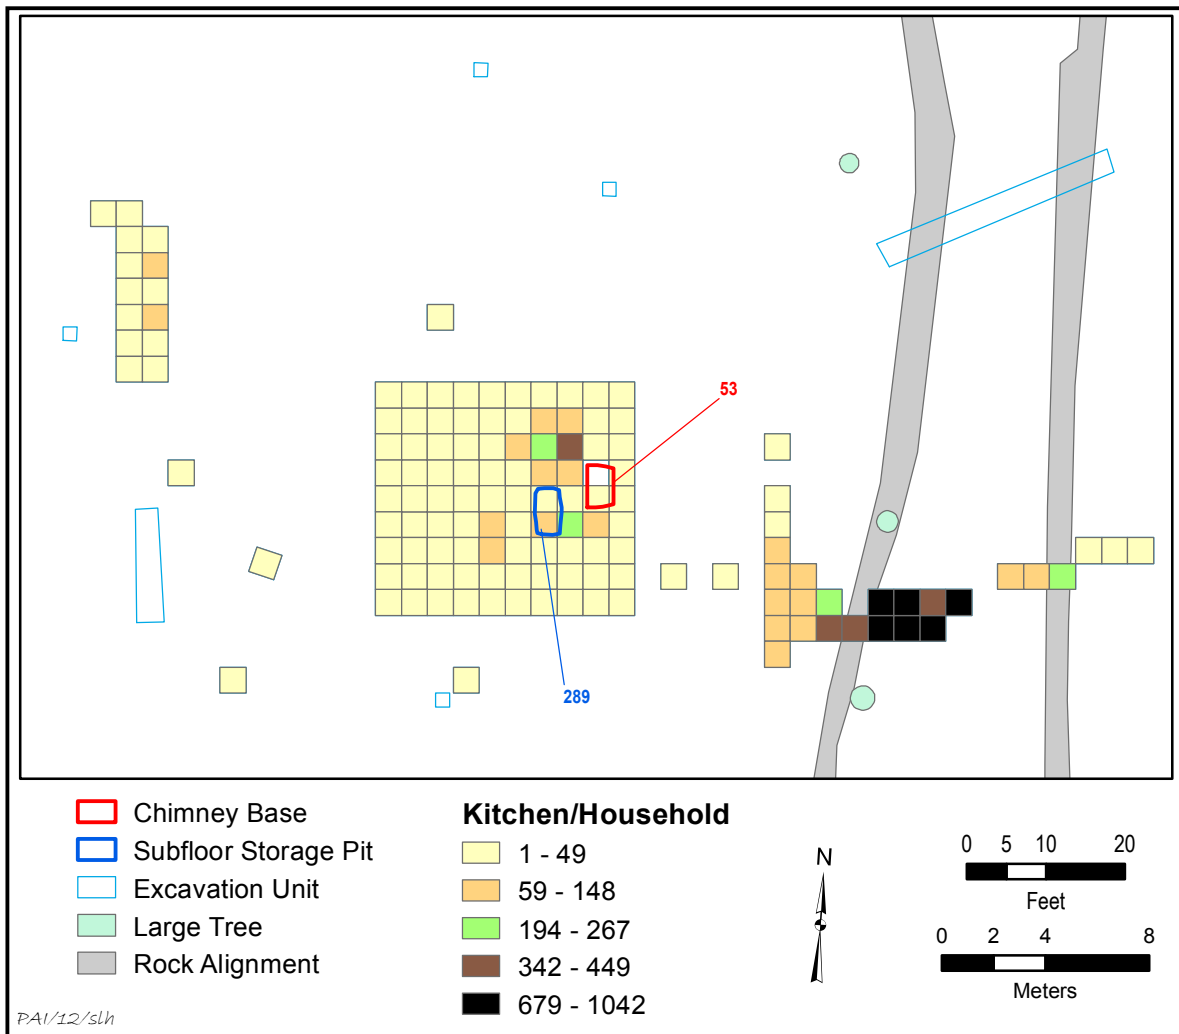 53
289
Chimney Base
Subfloor Storage Pit
Excavation Unit
Large Tree
Rock Alignment
Kitchen/Household
1 - 49
59 - 148
194 - 267
342 - 449
679 - 1042
N
0 5 10 20
Feet
0 2 4 8
Meters
PAI/12/slh